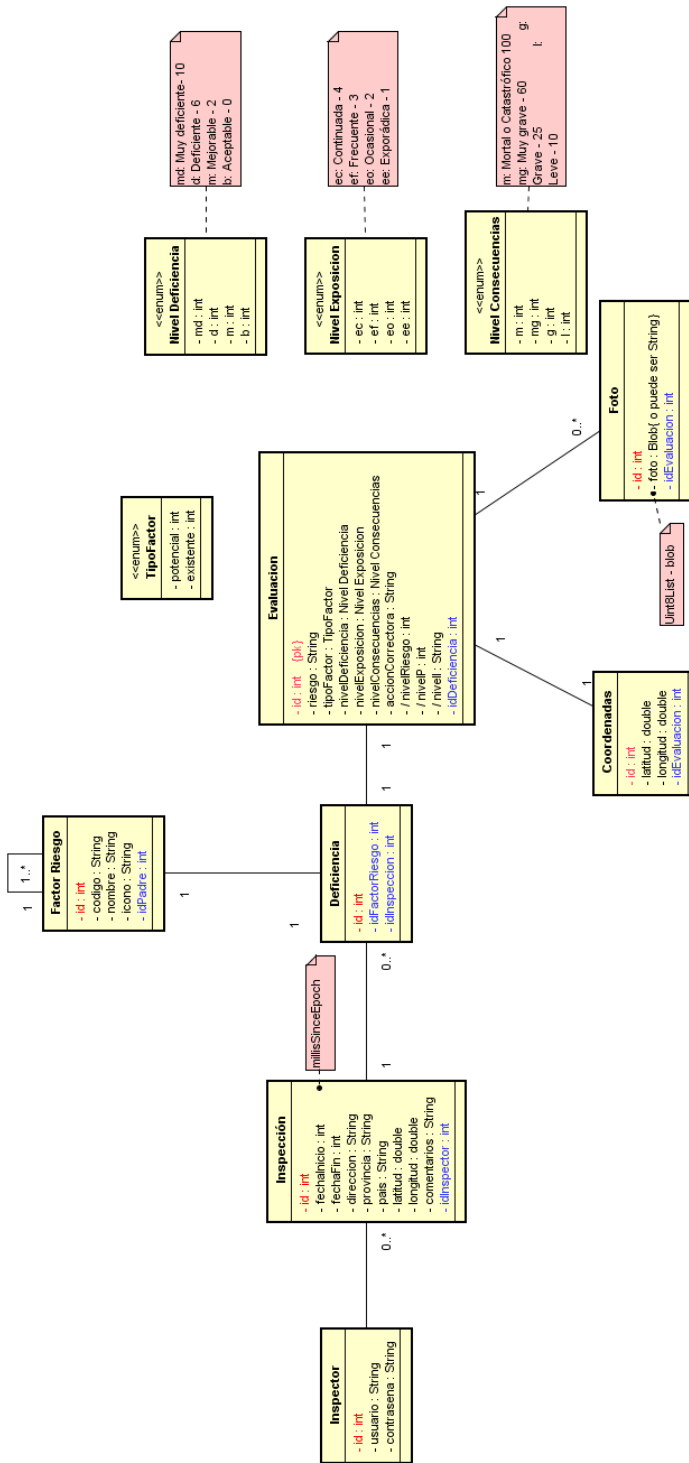 Inspector
- id : int
- usuario : String
- contrasena : String
0..*
Inspección
- id : int
- fechaInicio : int
- fechaFin : int
- direccion : String
- provincia : String
- pais : String
- latitud : double
- longitud : double
- comentarios : String
- idInspector : int
millisSinceEpoch
1
0..*
Factor Riesgo
- id : int
- codigo : String
- nombre : String
- icono : String
- idPadre : int
1
1..*
1
1
Deficiencia
- id : int
- idFactorRiesgo : int
- idInspeccion : int
1
1
<<enum>>
TipoFactor
- potencial : int
- existente : int
Evaluacion
- id : int {pk}
- riesgo : String
- tipoFactor : TipoFactor
- nivelDeficiencia : Nivel Deficiencia
- nivelExposicion : Nivel Exposicion
- nivelConsecuencias : Nivel Consecuencias
- accionCorrectora : String
- / nivelRiesgo : int
- / nivelP : int
- / nivelI : String
- idDeficiencia : int
1
1
Coordenadas
- id : int
- latitud : double
- longitud : double
- idEvaluacion : int
1
0..*
Foto
- id : int
- foto : Blob{ o puede ser String}
- idEvaluacion : int
Uint8List - blob
<<enum>>
Nivel Deficiencia
- md : int
- d : int
- m : int
- b : int
md: Muy deficiente- 10
d: Deficiente - 6
m: Mejorable - 2
b: Aceptable - 0
<<enum>>
Nivel Exposicion
- ec : int
- ef : int
- eo : int
- ee : int
ec: Continuada - 4
ef: Frecuente - 3
eo: Ocasional - 2
ee: Exporádica - 1
<<enum>>
Nivel Consecuencias
- m : int
- mg : int
- g : int
- l : int
m: Mortal o Catastrófico 100
mg: Muy grave - 60 g:
Grave - 25 l:
Leve - 10